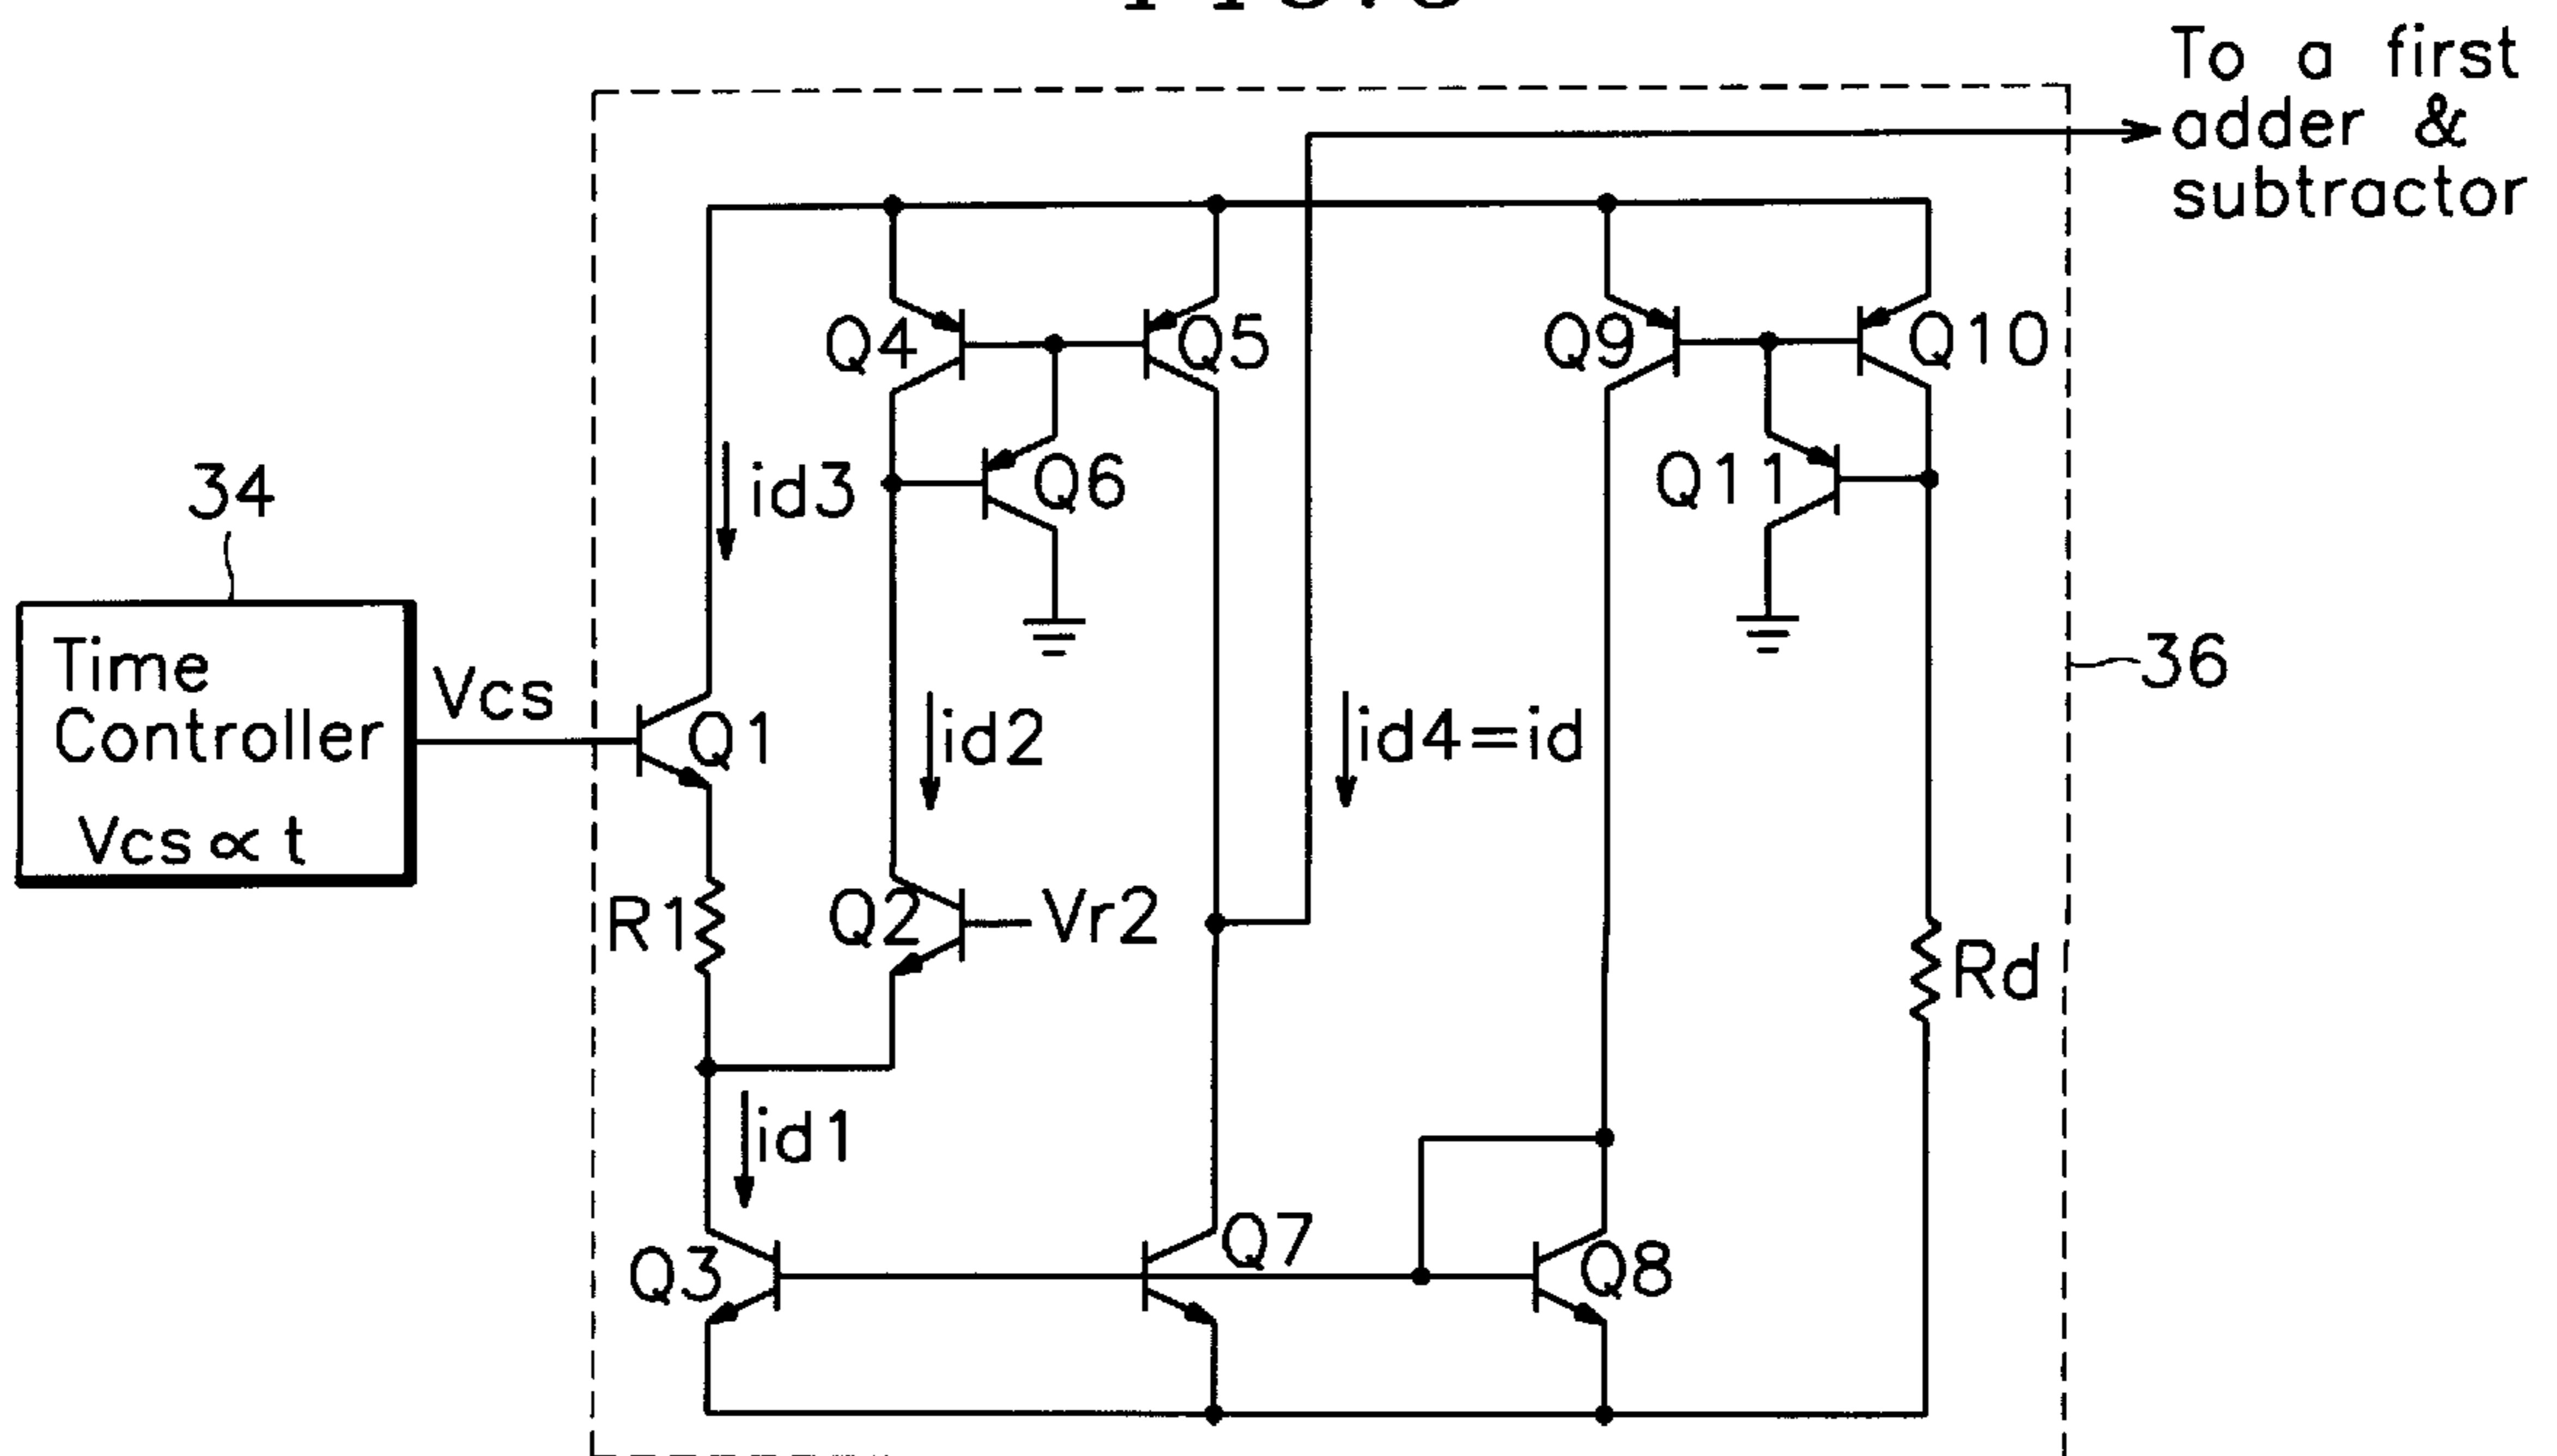 To a first
adder &
subtractor
Q4
Q5
Q9
Q10
id3
Q6
Q11
34
Time
Controller
Vcs ∝ t
Vcs
Q1
id2
id4=id
36
R1
Q2
Vr2
Rd
id1
Q3
Q7
Q8